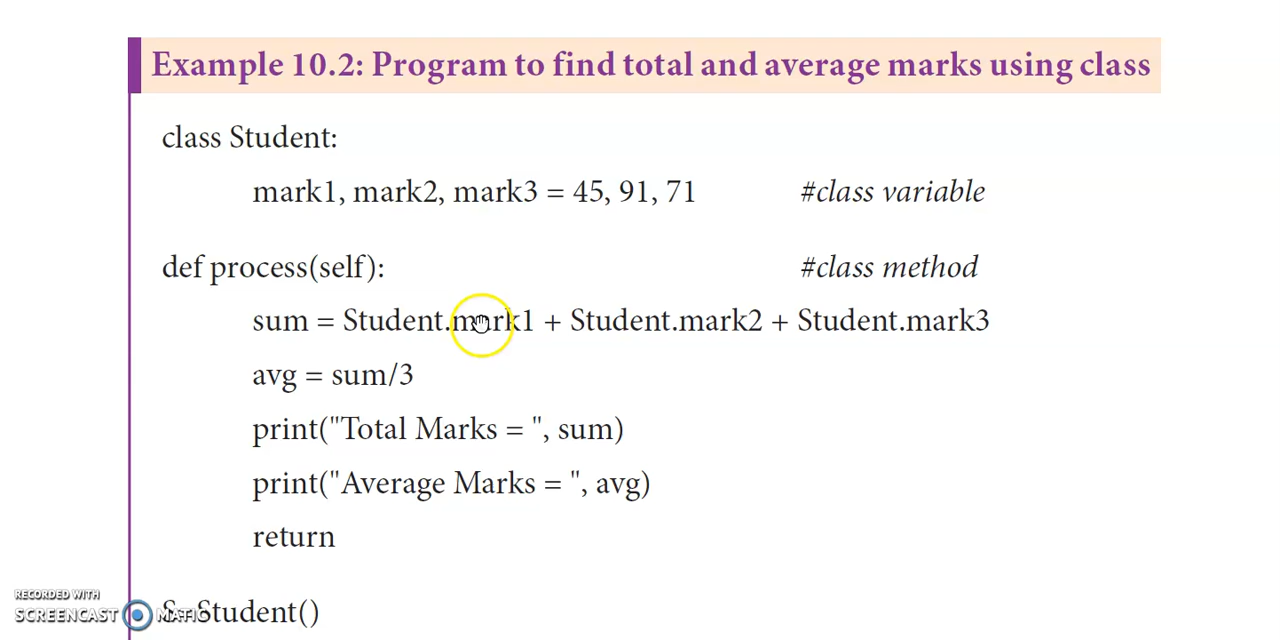 Example 10.2: Program to find total and average marks using class
class Student:
mark1, mark2, mark3 = 45, 91, 71 #class variable
def process(self): #class method
sum = Student.mark1 + Student.mark2 + Student.mark3
avg = sum/3
print("Total Marks = ", sum)
print("Average Marks = ", avg)
return
RECORDED WITH
SCREENCAST MATIC
S=Student()